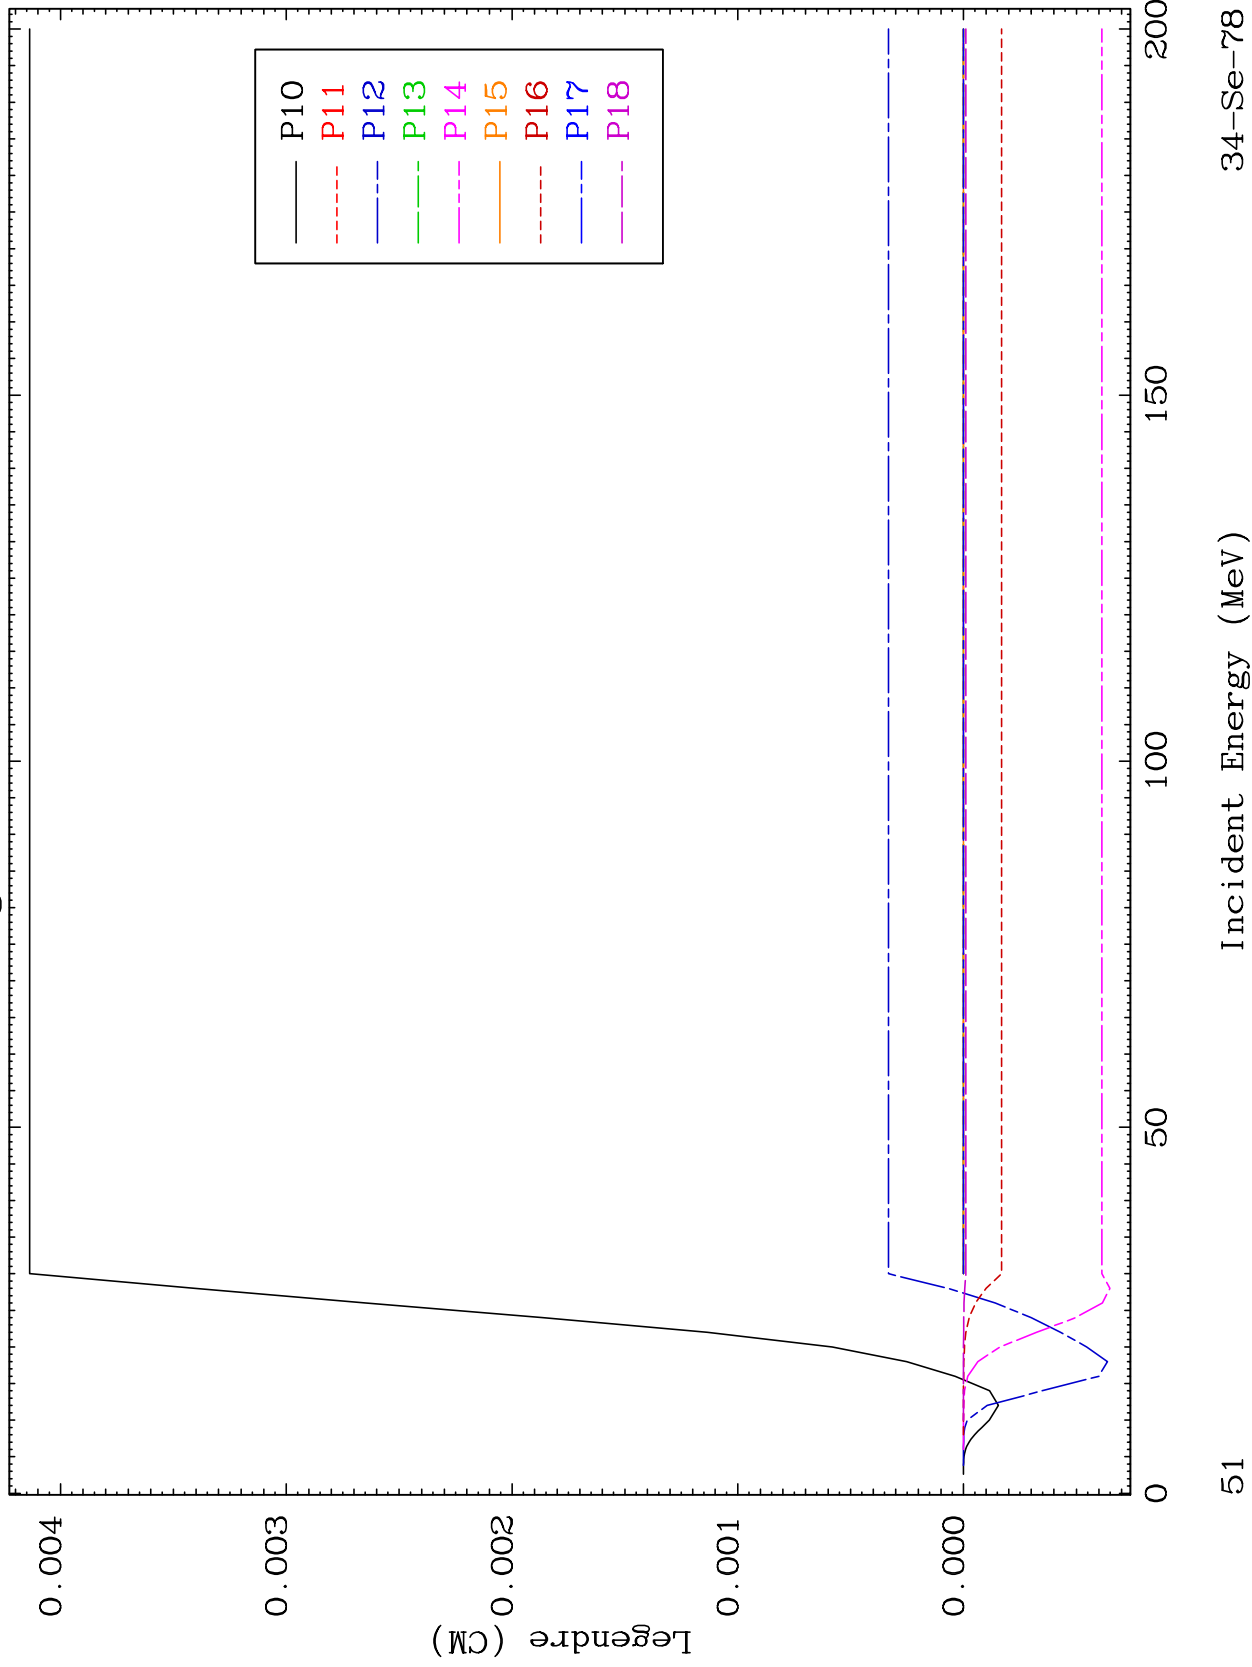 P10
P11
P12
P13
P14
P15
P16
P17
P18
0.004
0.003
0.002
0.001
0.000
Legendre (CM)
0
50
100
150
200
Incident Energy (MeV)
51
34-Se-78